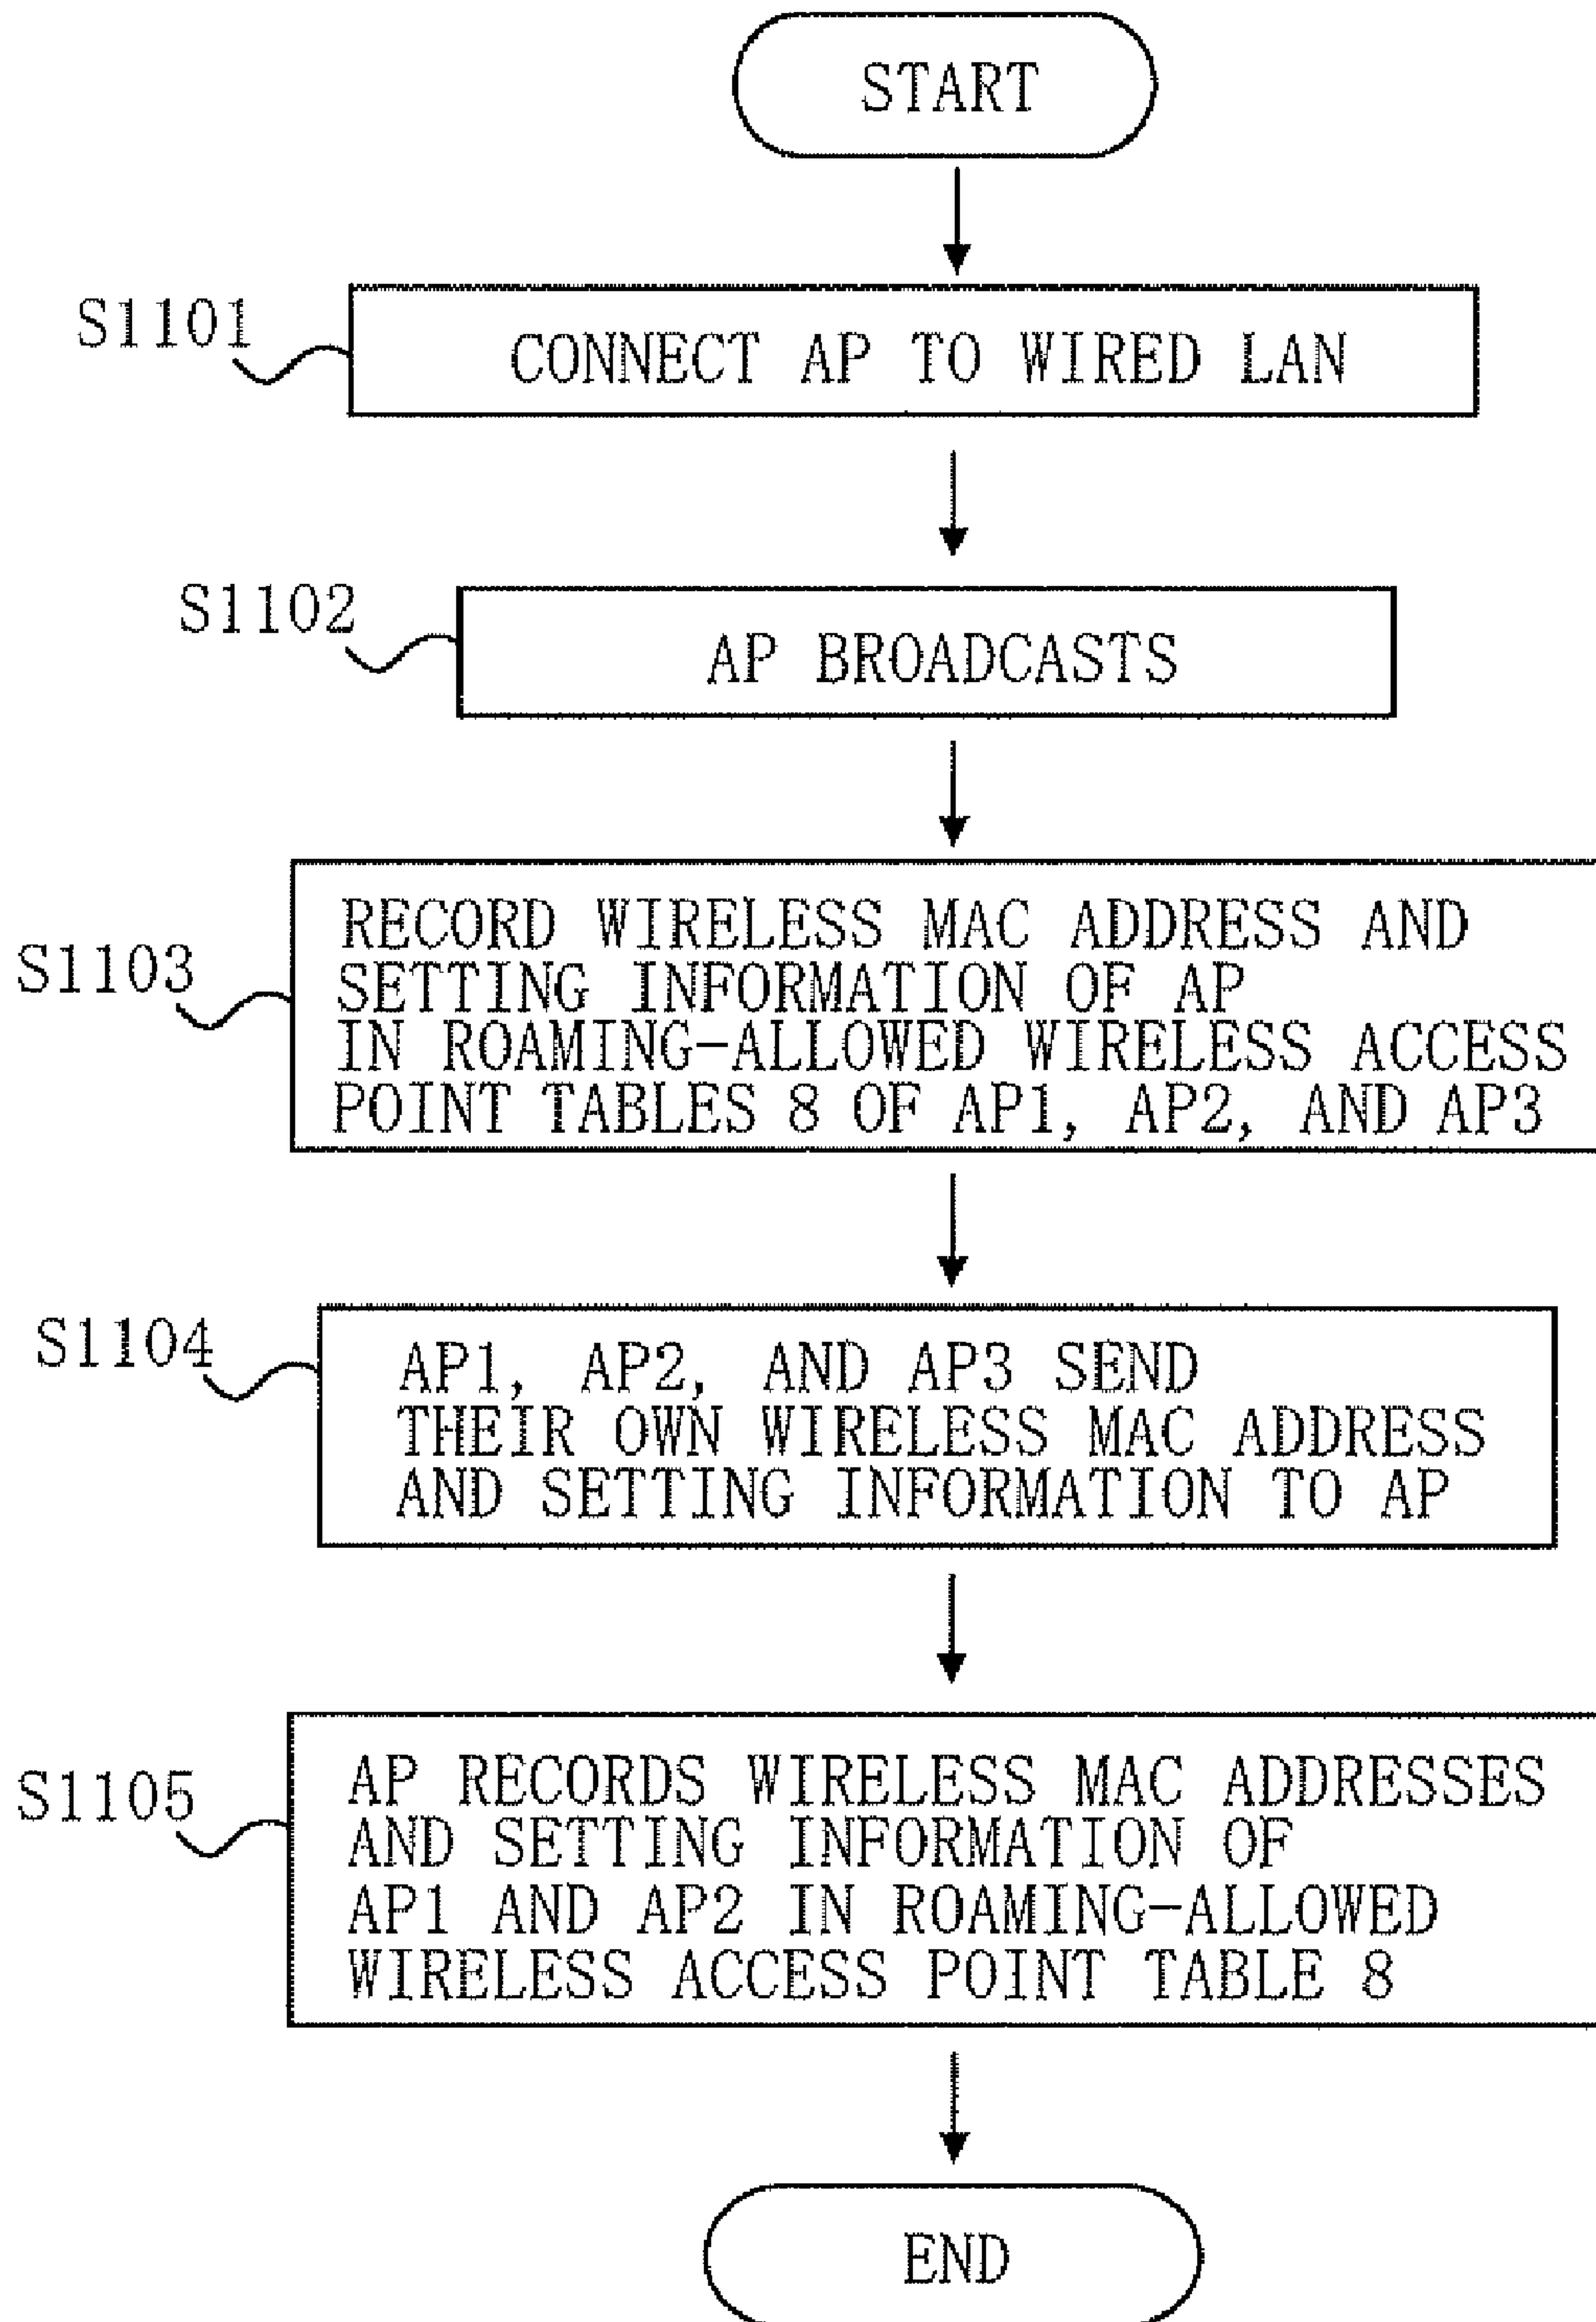 START
S1101
CONNECT AP TO WIRED LAN
S1102
AP BROADCASTS
S1103
RECORD WIRELESS MAC ADDRESS AND
SETTING INFORMATION OF AP
IN ROAMING-ALLOWED WIRELESS ACCESS
POINT TABLES 8 OF AP1, AP2, AND AP3
S1104
AP1, AP2, AND AP3 SEND
THEIR OWN WIRELESS MAC ADDRESS
AND SETTING INFORMATION TO AP
S1105
AP RECORDS WIRELESS MAC ADDRESSES
AND SETTING INFORMATION OF
AP1 AND AP2 IN ROAMING-ALLOWED
WIRELESS ACCESS POINT TABLE 8
END